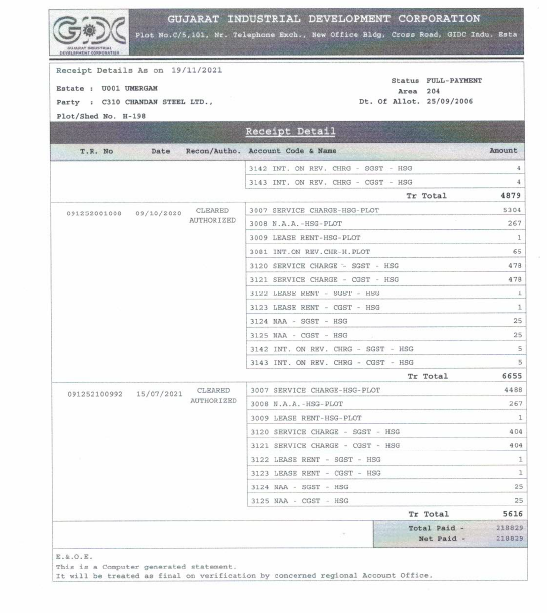 GIDC
GUJARAT INDUSTRIAL
DEVELOPMENT CORPORATION
GUJARAT INDUSTRIAL DEVELOPMENT CORPORATION
Plot No.C/5,101, Nr. Telephone Exch., New Office Bldg, Cross Road, GIDC Indu. Esta
Receipt Details As on 19/11/2021
Status FULL-PAYMENT
Estate : U001 UMERGAM
Area 204
Party : C310 CHANDAN STEEL LTD.,
Dt. Of Allot. 25/09/2006
Plot/Shed No. H-198
Receipt Detail
T.R. No Date Recon/Autho. Account Code & Name Amount
3142 INT. ON REV. CHRG - SGST - HSG 4
3143 INT. ON REV. CHRG - CGST - HSG 4
Tr Total 4879
091252001008 09/10/2020 CLEARED 3007 SERVICE CHARGE-HSG-PLOT 5304
AUTHORIZED
3008 N.A.A.-HSG-PLOT 267
3009 LEASE RENT-HSG-PLOT 1
3081 INT.ON REV.CHR-H.PLOT 65
3120 SERVICE CHARGE - SGST - HSG 478
3121 SERVICE CHARGE - CGST - HSG 478
3122 LEASE RENT - SGST - HSG 1
3123 LEASE RENT - CGST - HSG 1
3124 NAA - SGST - HSG 25
3125 NAA - CGST - HSG 25
3142 INT. ON REV. CHRG - SGST - HSG 5
3143 INT. ON REV. CHRG - CGST - HSG 5
Tr Total 6655
091252100992 15/07/2021 CLEARED 3007 SERVICE CHARGE-HSG-PLOT 4488
AUTHORIZED
3008 N.A.A.-HSG-PLOT 267
3009 LEASE RENT-HSG-PLOT 1
3120 SERVICE CHARGE - SGST - HSG 404
3121 SERVICE CHARGE - CGST - HSG 404
3122 LEASE RENT - SGST - HSG 1
3123 LEASE RENT - CGST - HSG 1
3124 NAA - SGST - HSG 25
3125 NAA - CGST - HSG 25
Tr Total 5616
Total Paid - 218829
Net Paid - 218829
E.&.O.E.
This is a Computer generated statement.
It will be treated as final on verification by concerned regional Account Office.